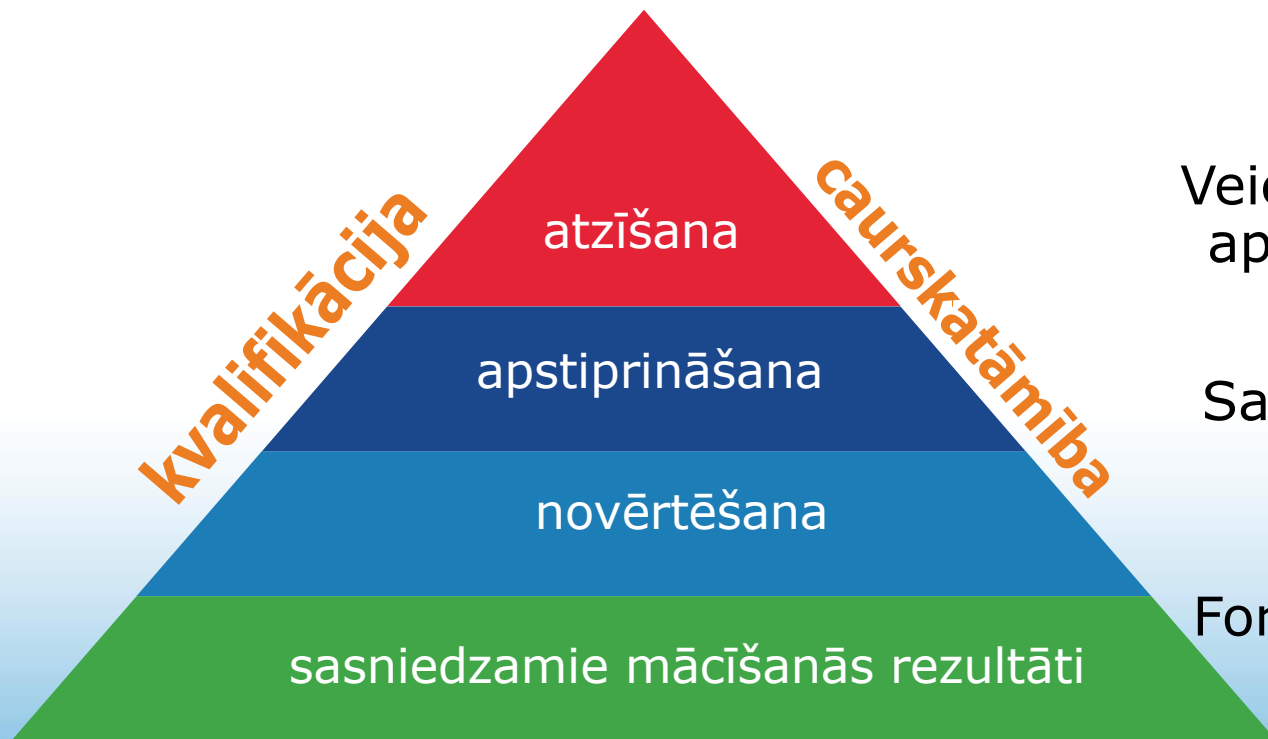 kvalifikācija
caurskatāmība
atzīšana
apstiprināšana
novērtēšana
sasniedzamie mācīšanās rezultāti